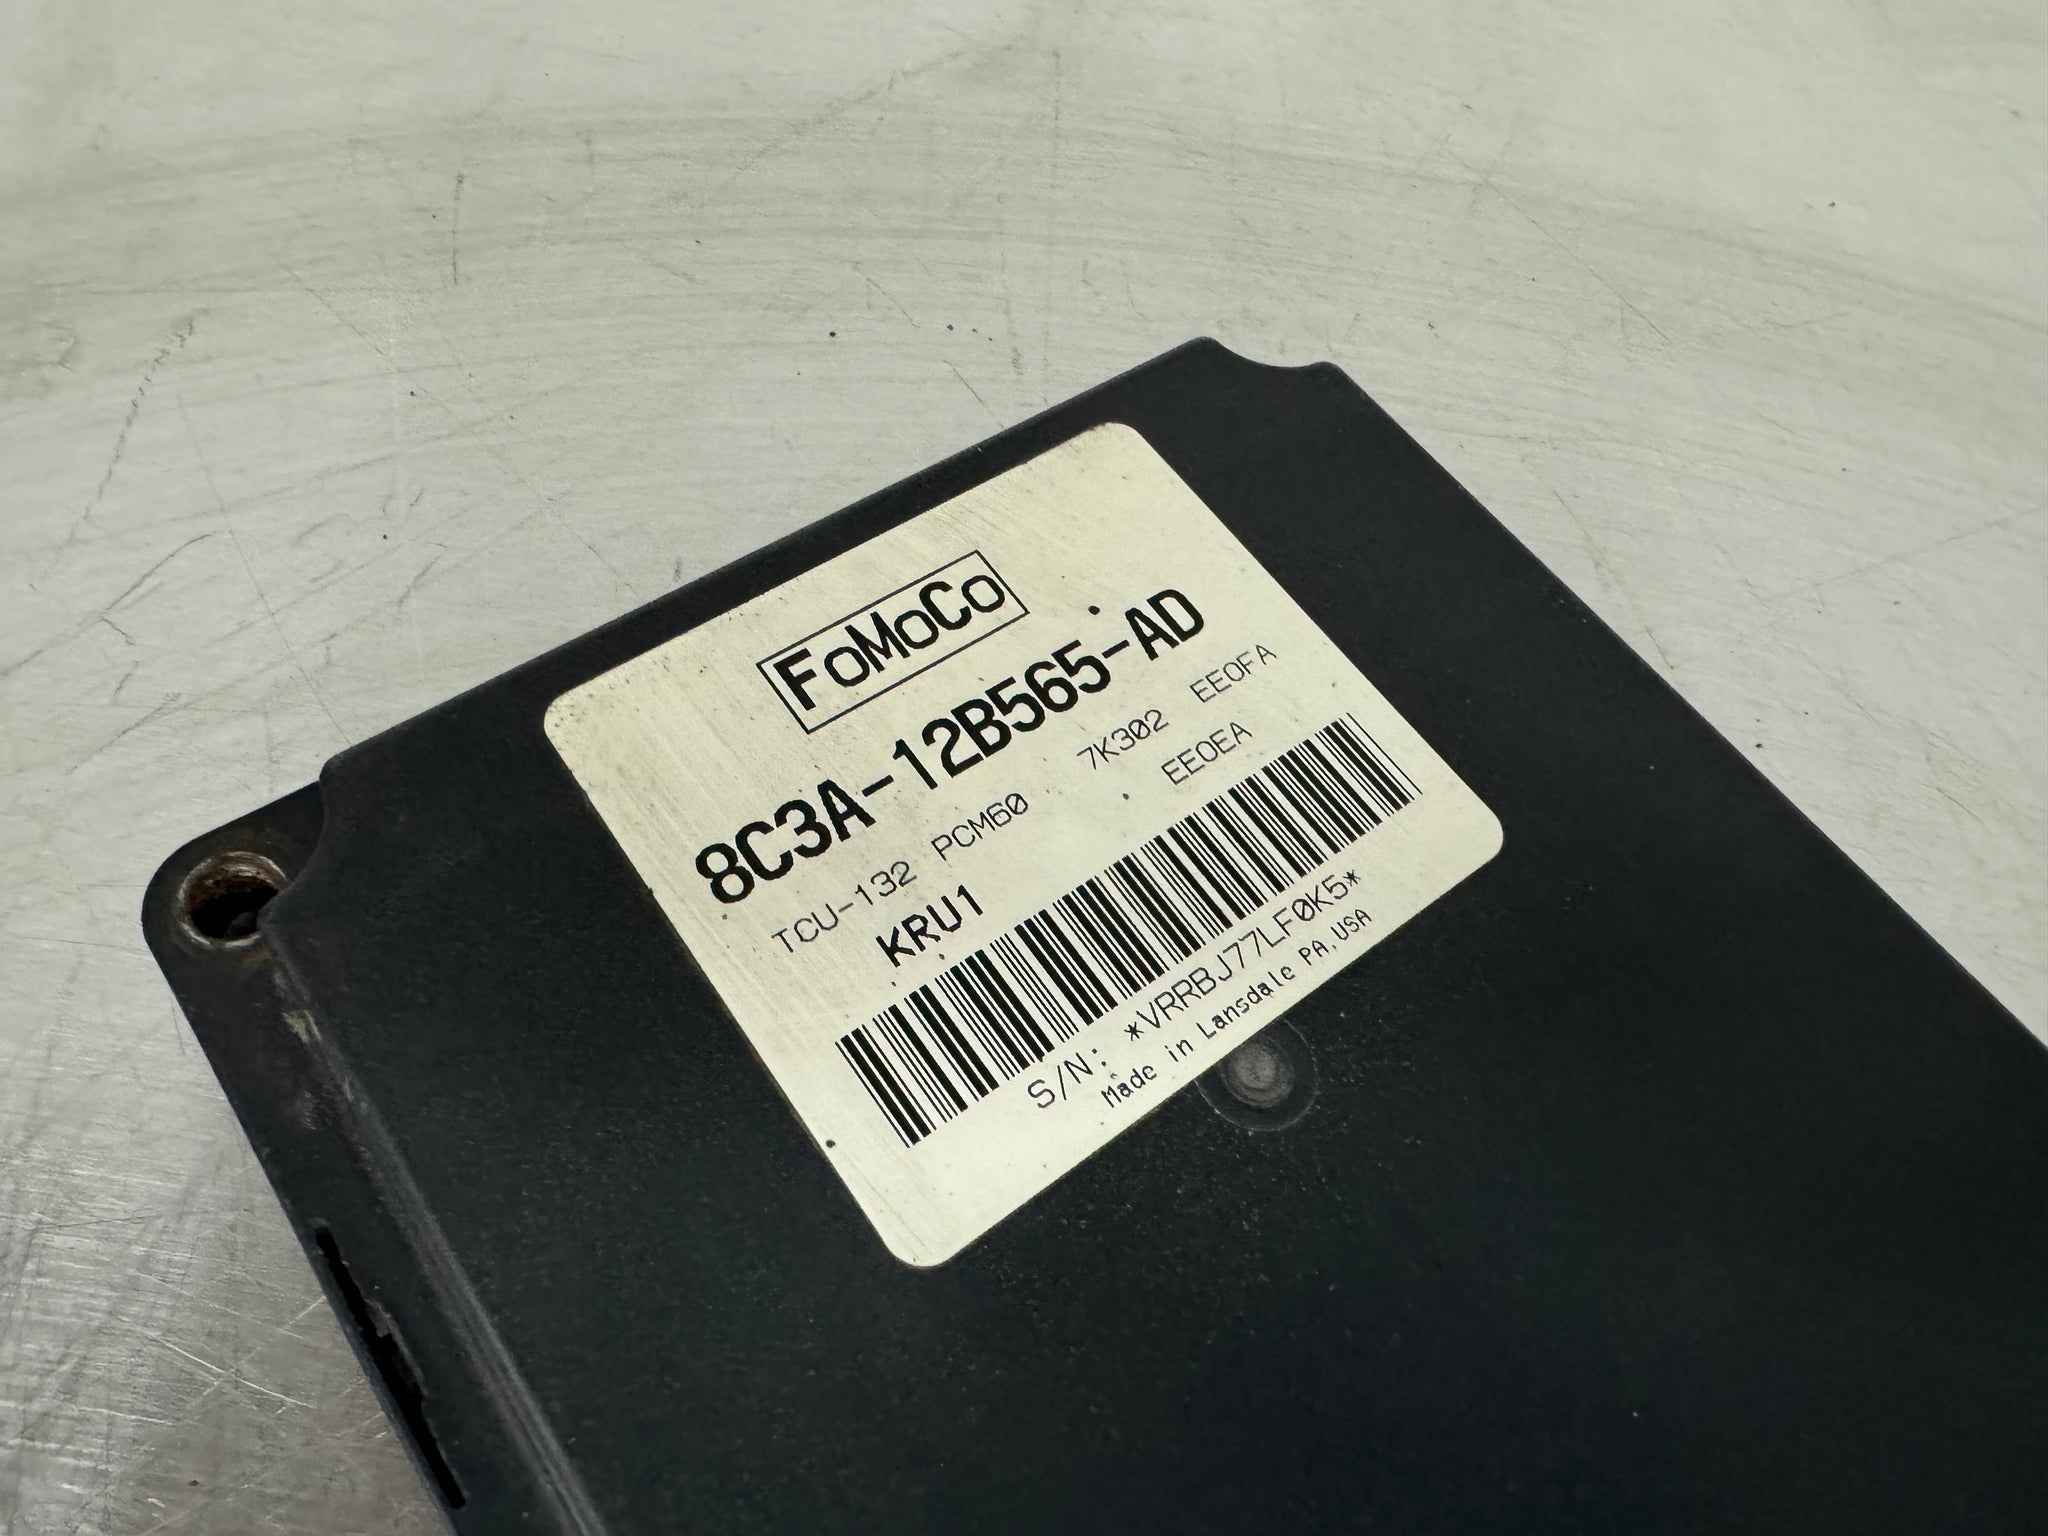 FoMoCo
8C3A-12B565-AD
TCU-132 PCM60 7K302 EEOFA
KRU1 EEOEA
S/N: *VRRBJ77LF0K5*
Made in Lansdale PA, USA